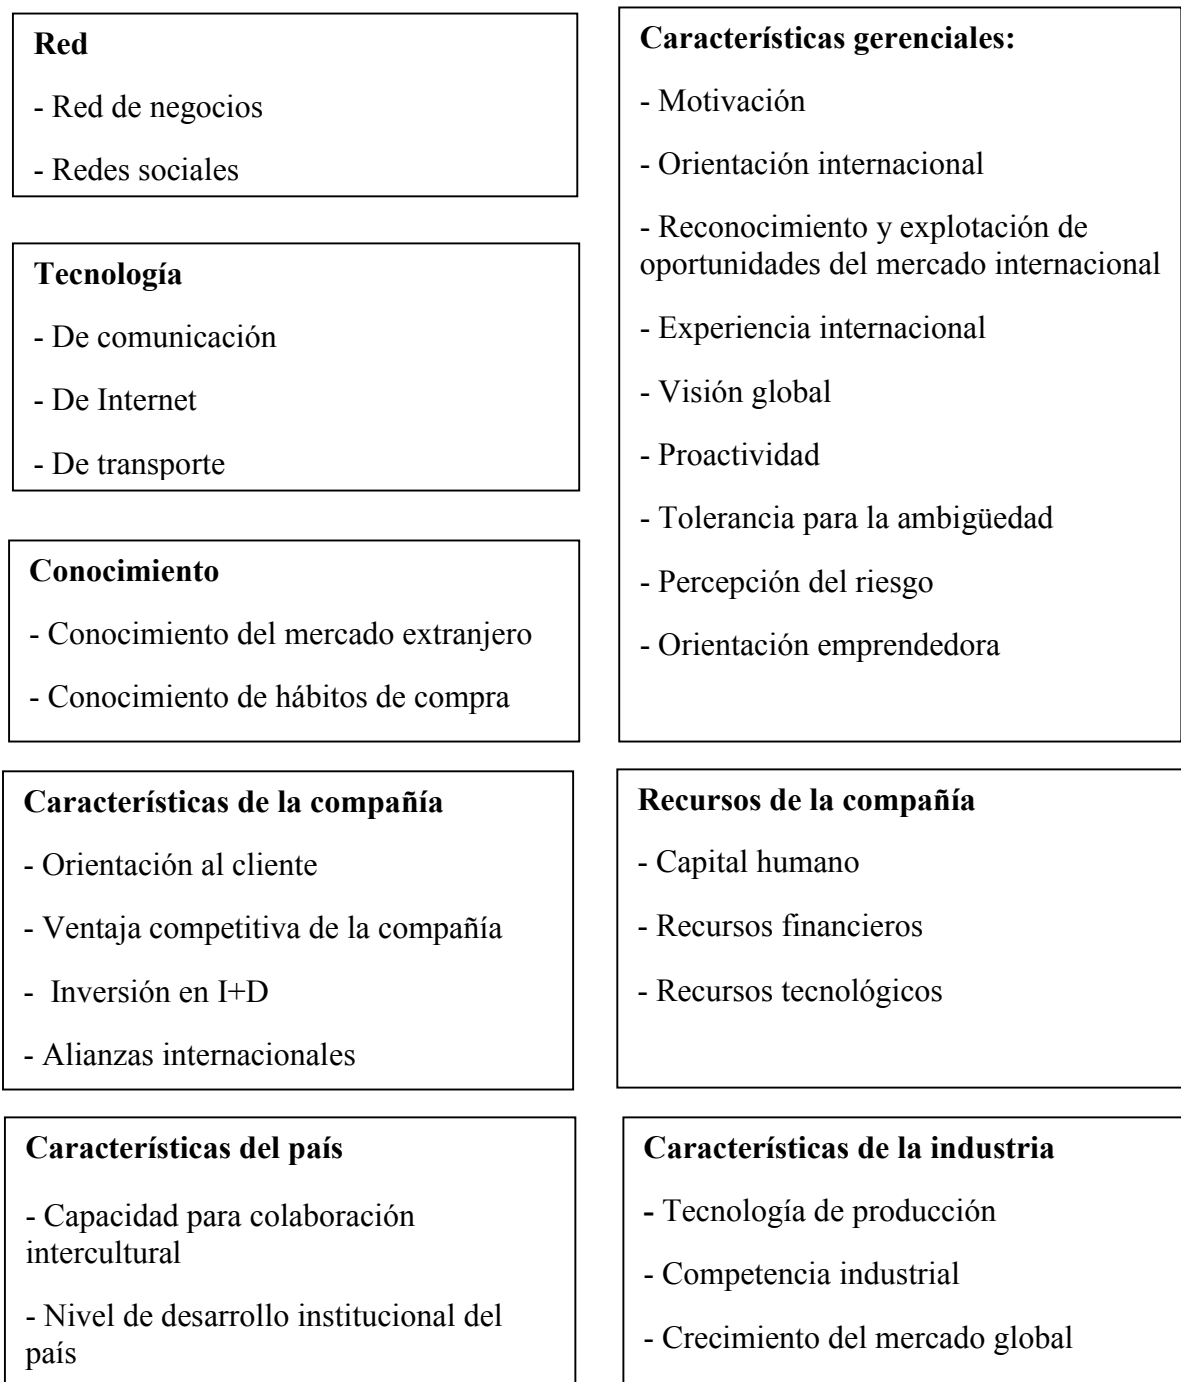 Red
- Red de negocios
- Redes sociales
Tecnología
- De comunicación
- De Internet
- De transporte
Conocimiento
- Conocimiento del mercado extranjero
- Conocimiento de hábitos de compra
Características gerenciales:
- Motivación
- Orientación internacional
- Reconocimiento y explotación de
oportunidades del mercado internacional
- Experiencia internacional
- Visión global
- Proactividad
- Tolerancia para la ambigüedad
- Percepción del riesgo
- Orientación emprendedora
Características de la compañía
- Orientación al cliente
- Ventaja competitiva de la compañía
- Inversión en I+D
- Alianzas internacionales
Recursos de la compañía
- Capital humano
- Recursos financieros
- Recursos tecnológicos
Características del país
- Capacidad para colaboración
intercultural
- Nivel de desarrollo institucional del
país
Características de la industria
- Tecnología de producción
- Competencia industrial
- Crecimiento del mercado global